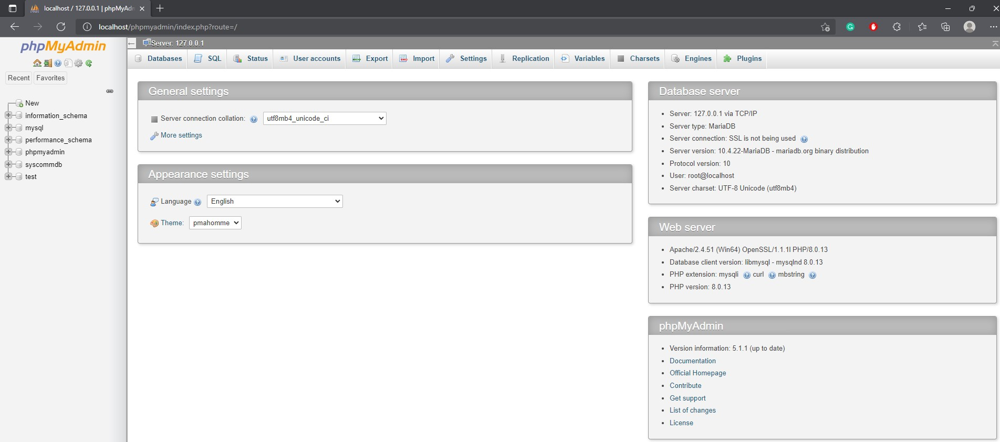 localhost / 127.0.0.1 | phpMyAdm
localhost/phpmyadmin/index.php?route=/
phpMyAdmin
Recent Favorites
New
information_schema
mysql
performance_schema
phpmyadmin
syscommdb
test
Server: 127.0.0.1
Databases SQL Status User accounts Export Import Settings Replication Variables Charsets Engines Plugins
General settings
Server connection collation: utf8mb4_unicode_ci
More settings
Appearance settings
Language English
Theme: pmahomme
Database server
• Server: 127.0.0.1 via TCP/IP
• Server type: MariaDB
• Server connection: SSL is not being used
• Server version: 10.4.22-MariaDB - mariadb.org binary distribution
• Protocol version: 10
• User: root@localhost
• Server charset: UTF-8 Unicode (utf8mb4)
Web server
• Apache/2.4.51 (Win64) OpenSSL/1.1.1l PHP/8.0.13
• Database client version: libmysql - mysqlnd 8.0.13
• PHP extension: mysqli curl mbstring
• PHP version: 8.0.13
phpMyAdmin
• Version information: 5.1.1 (up to date)
• Documentation
• Official Homepage
• Contribute
• Get support
• List of changes
• License